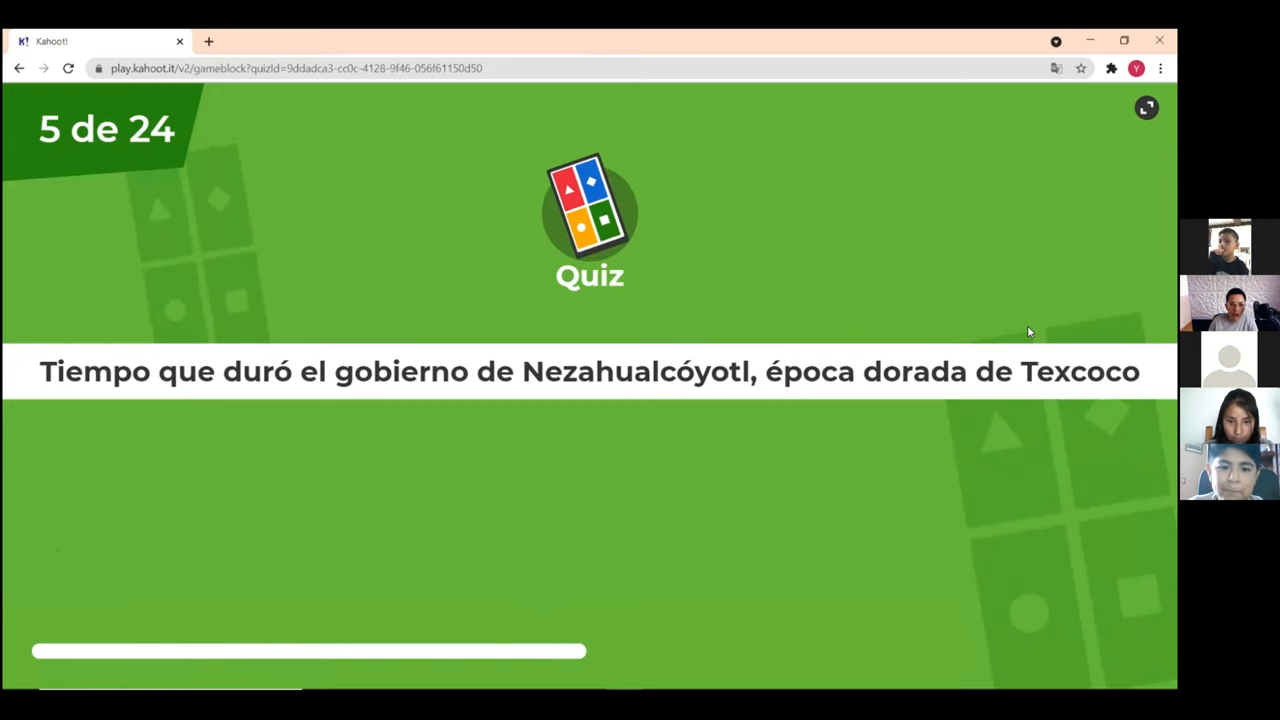 K! Kahoot!
play.kahoot.it/v2/gameblock?quizId=9ddadca3-cc0c-4128-9f46-056f61150d50
Y
5 de 24
Quiz
Tiempo que duró el gobierno de Nezahualcóyotl, época dorada de Texcoco